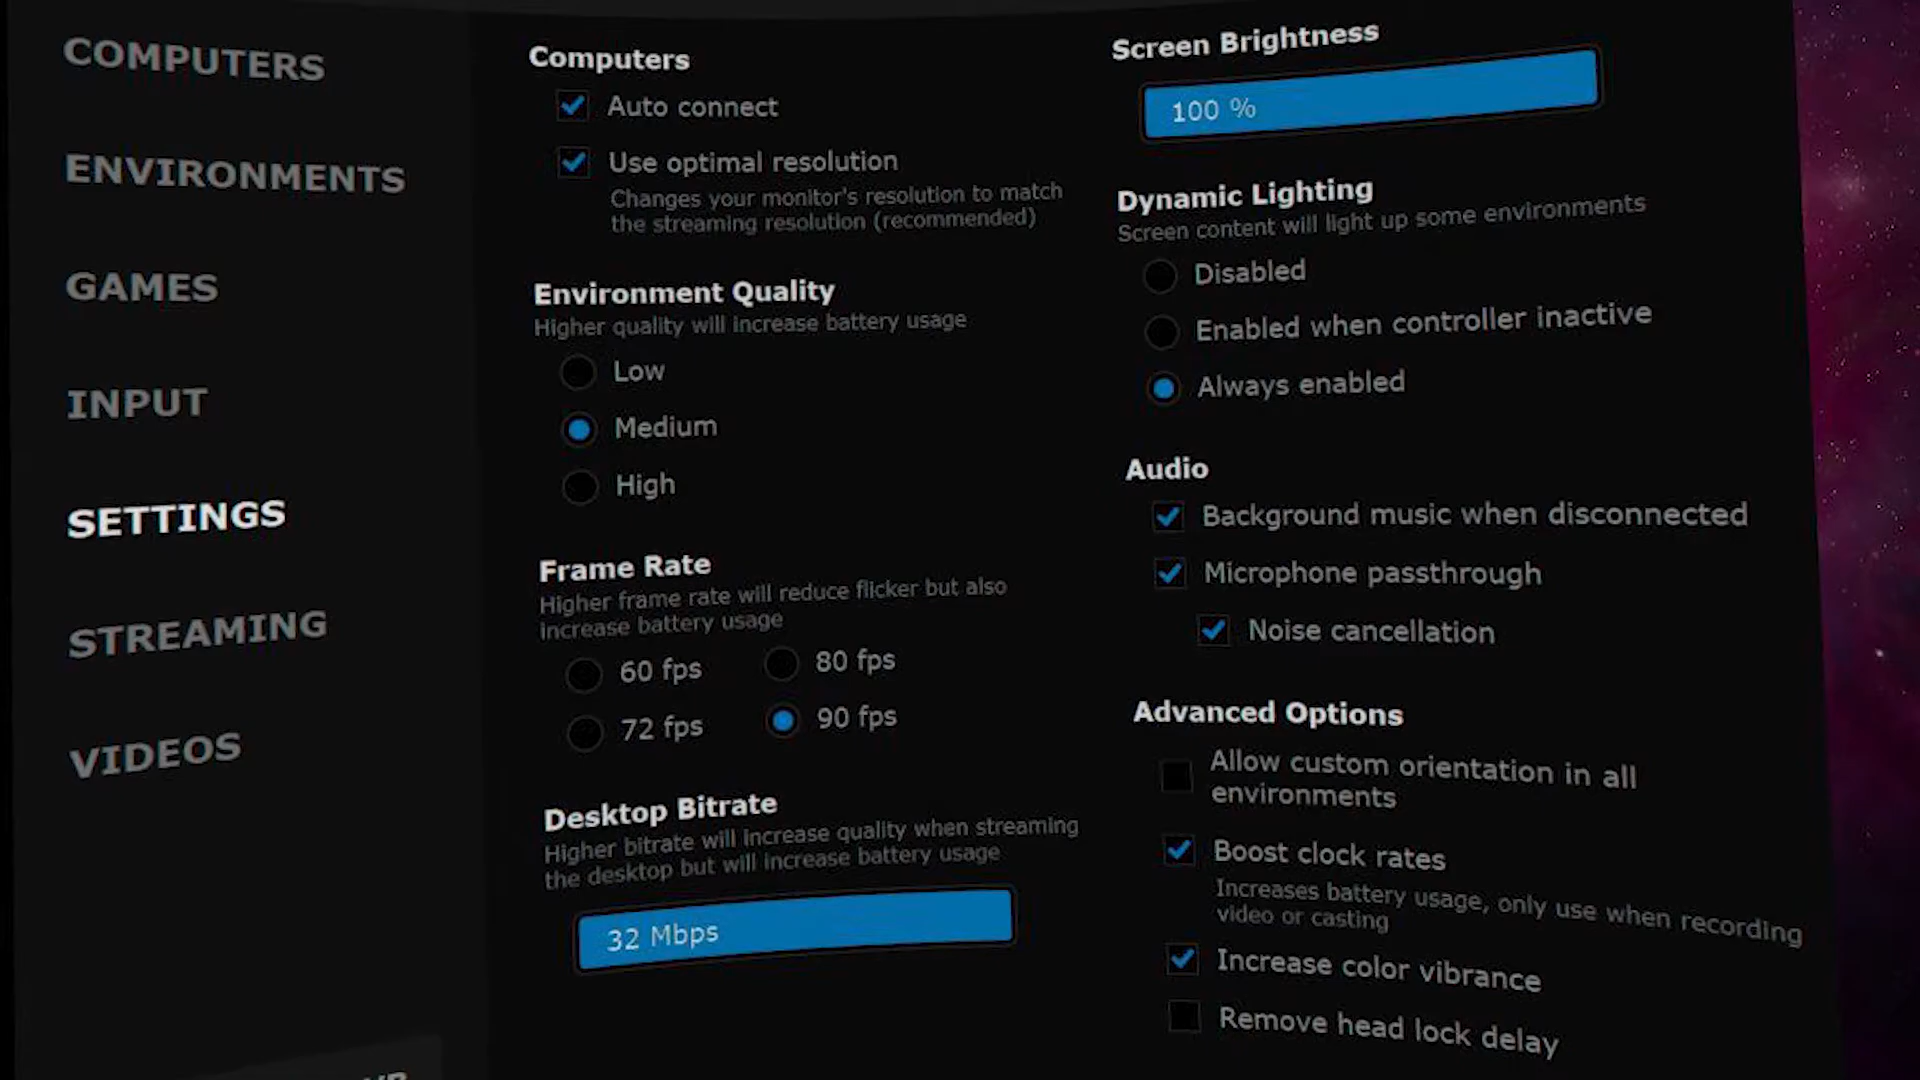 COMPUTERS
ENVIRONMENTS
GAMES
INPUT
SETTINGS
STREAMING
VIDEOS
Computers
Auto connect
Use optimal resolution
Changes your monitor's resolution to match
the streaming resolution (recommended)
Environment Quality
Higher quality will increase battery usage
Low
Medium
High
Frame Rate
Higher frame rate will reduce flicker but also
increase battery usage
60 fps
80 fps
72 fps
90 fps
Desktop Bitrate
Higher bitrate will increase quality when streaming
the desktop but will increase battery usage
32 Mbps
Screen Brightness
100 %
Dynamic Lighting
Screen content will light up some environments
Disabled
Enabled when controller inactive
Always enabled
Audio
Background music when disconnected
Microphone passthrough
Noise cancellation
Advanced Options
Allow custom orientation in all
environments
Boost clock rates
Increases battery usage, only use when recording
video or casting
Increase color vibrance
Remove head lock delay